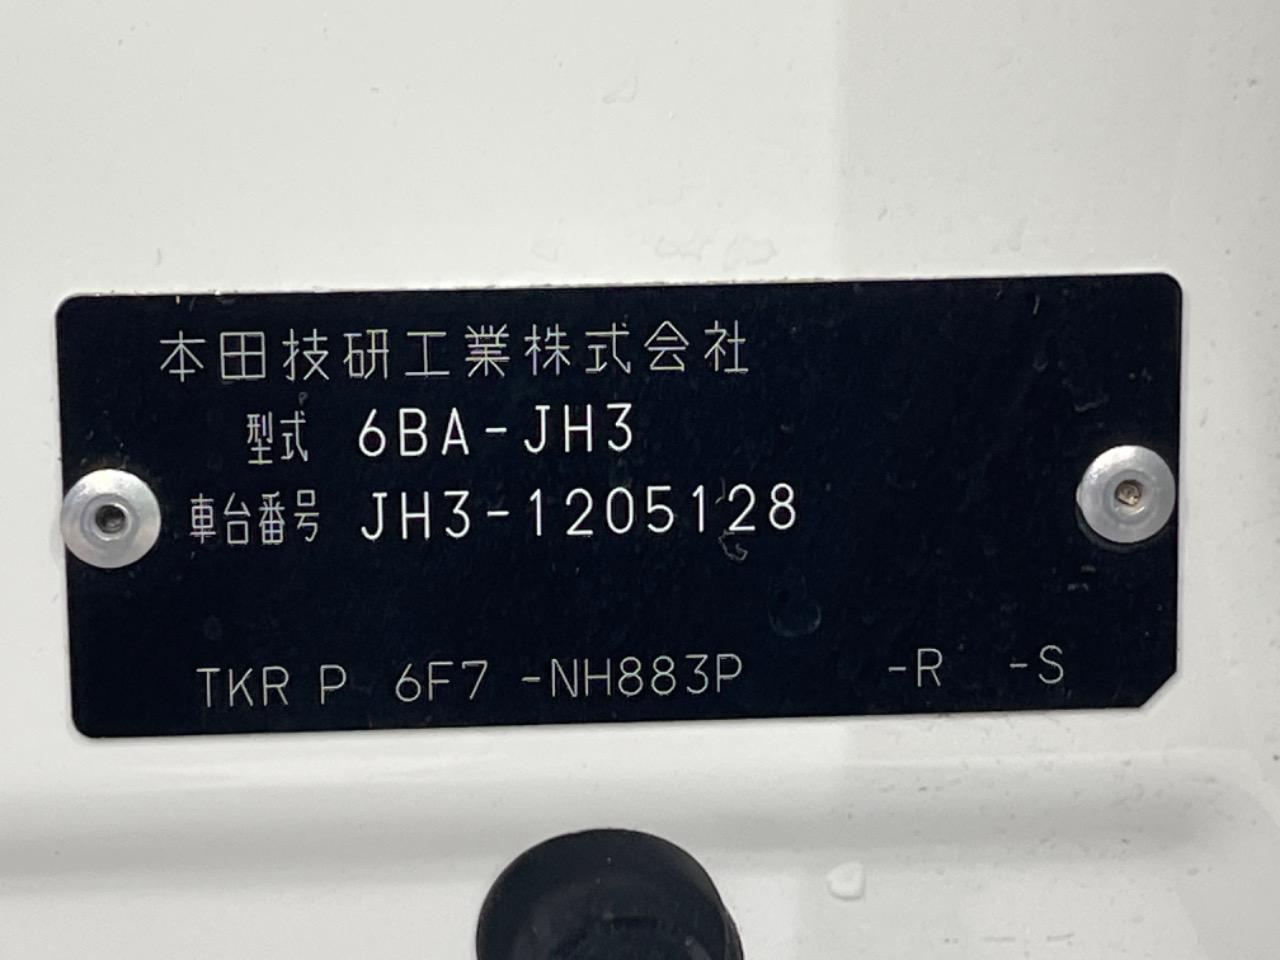 本田技研工業株式会社
型式 6BA-JH3
車台番号 JH3-1205128
TKR P 6F7 -NH883P -R -S